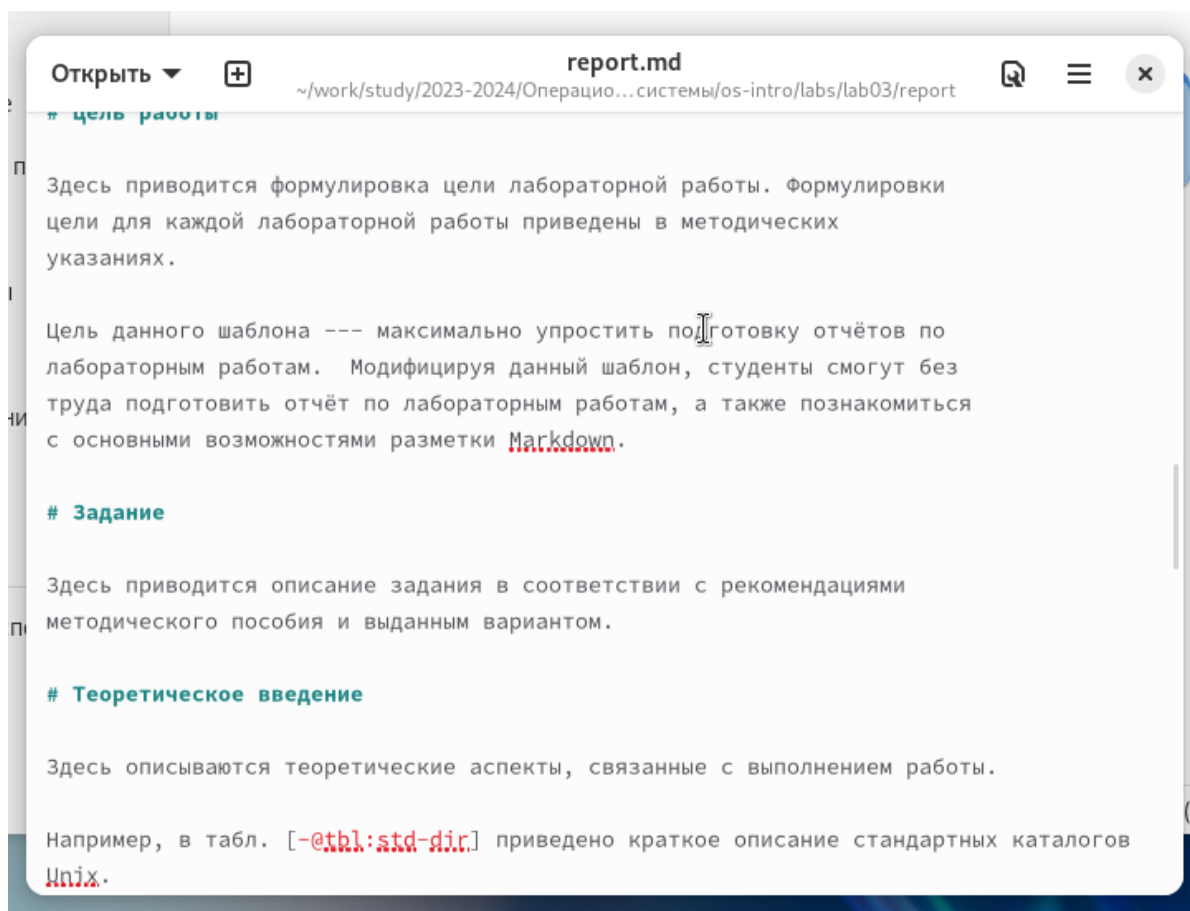 Открыть
report.md
~/work/study/2023-2024/Операцио...системы/os-intro/labs/lab03/report
# Цель работы
Здесь приводится формулировка цели лабораторной работы. Формулировки
цели для каждой лабораторной работы приведены в методических
указаниях.
Цель данного шаблона --- максимально упростить подготовку отчётов по
лабораторным работам.  Модифицируя данный шаблон, студенты смогут без
труда подготовить отчёт по лабораторным работам, а также познакомиться
с основными возможностями разметки Markdown.
# Задание
Здесь приводится описание задания в соответствии с рекомендациями
методического пособия и выданным вариантом.
# Теоретическое введение
Здесь описываются теоретические аспекты, связанные с выполнением работы.
Например, в табл. [-@tbl:std-dir] приведено краткое описание стандартных каталогов
Unix.